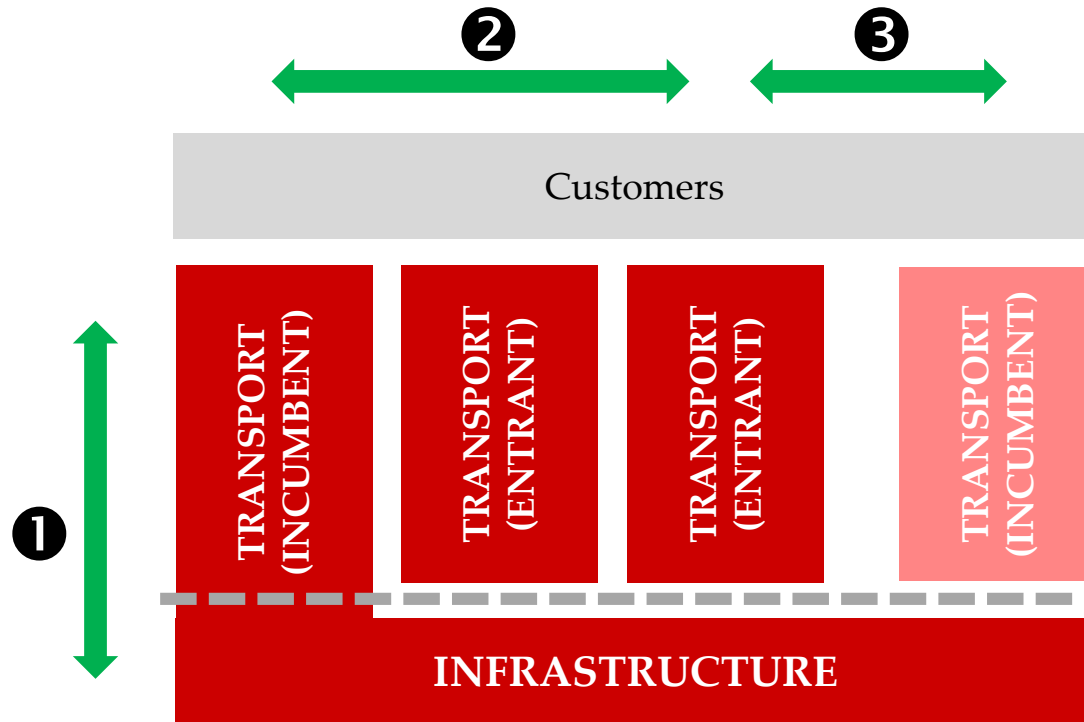 ❷
❸
Customers
TRANSPORT
(INCUMBENT)
TRANSPORT
(ENTRANT)
TRANSPORT
(ENTRANT)
TRANSPORT
(INCUMBENT)
❶
INFRASTRUCTURE